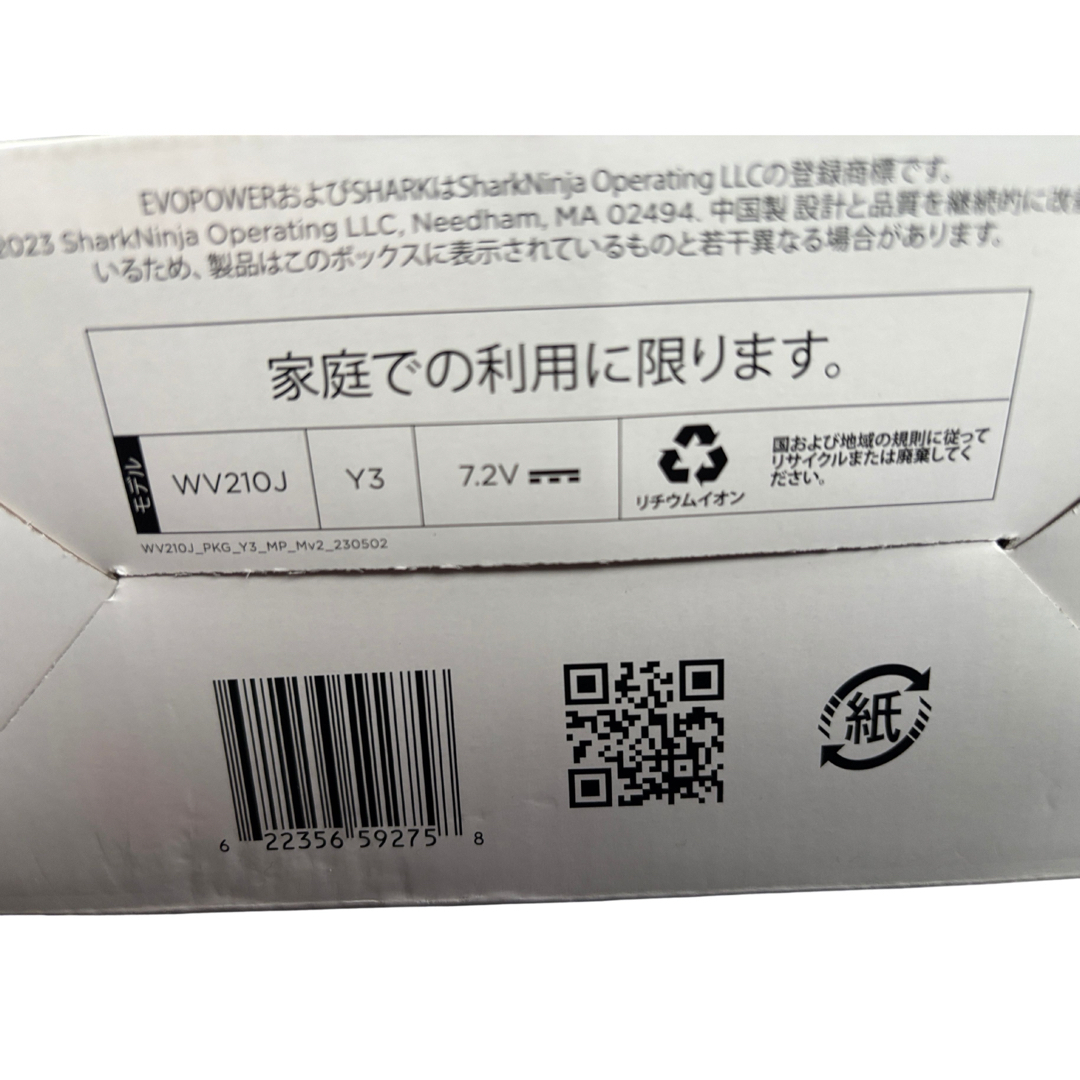 EVOPOWERおよびSHARKはSharkNinja Operating LLCの登録商標です。
2023 SharkNinja Operating LLC, Needham, MA 02494. 中国製 設計と品質を継続的に改
いるため、製品はこのボックスに表示されているものと若干異なる場合があります。
家庭での利用に限ります。
モデル
WV210J
Y3
7.2V
リチウムイオン
国および地域の規則に従って
リサイクルまたは廃棄してく
ださい。
WV210J_PKG_Y3_MP_Mv2_230502
6 22356 59275 8
紙